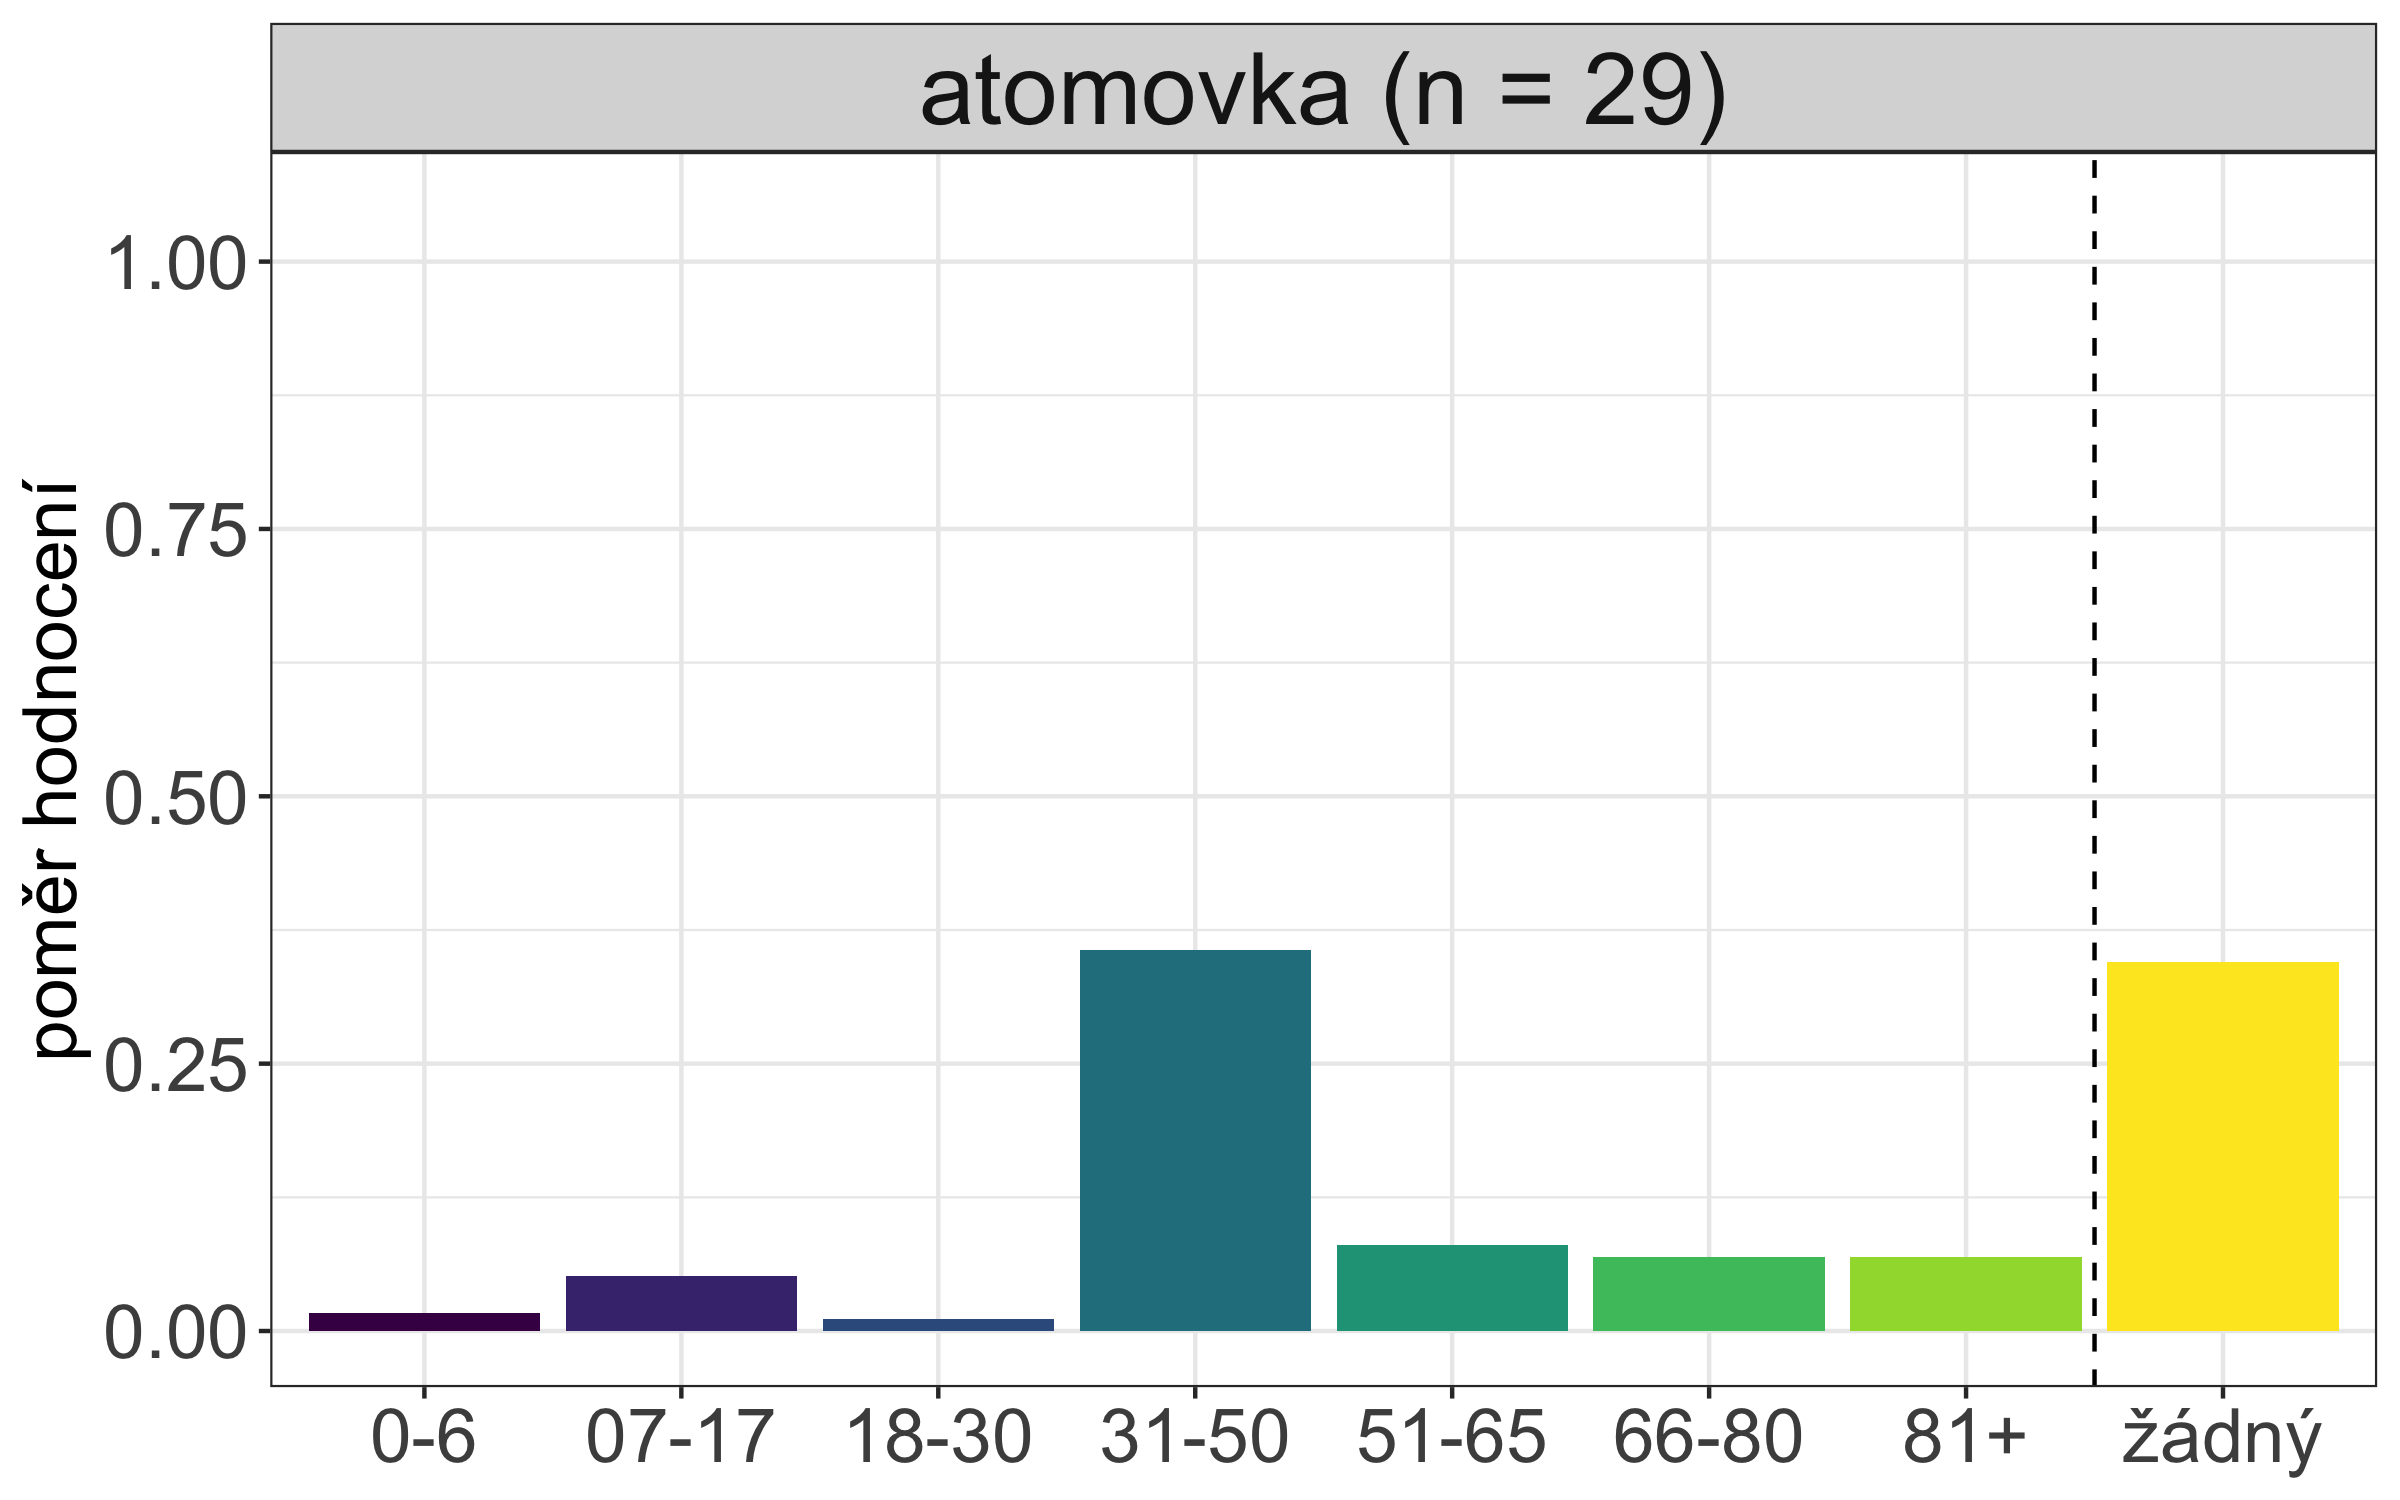 atomovka (n = 29)
poměr hodnocení
1.00
0.75
0.50
0.25
0.00
0-6 07-17 18-30 31-50 51-65 66-80 81+ žádný